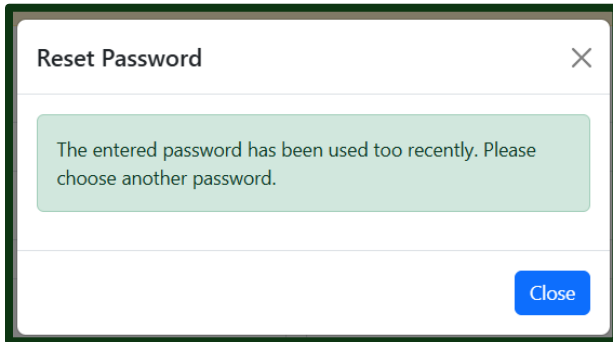 Reset Password
The entered password has been used too recently. Please
choose another password.
Close